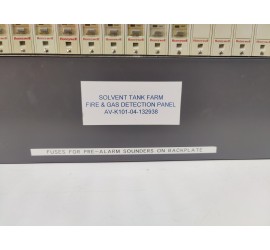 SOLVENT TANK FARM
FIRE & GAS DETECTION PANEL
AV-K101-04-132938
FUSES FOR PRE-ALARM SOUNDERS ON BACKPLATE